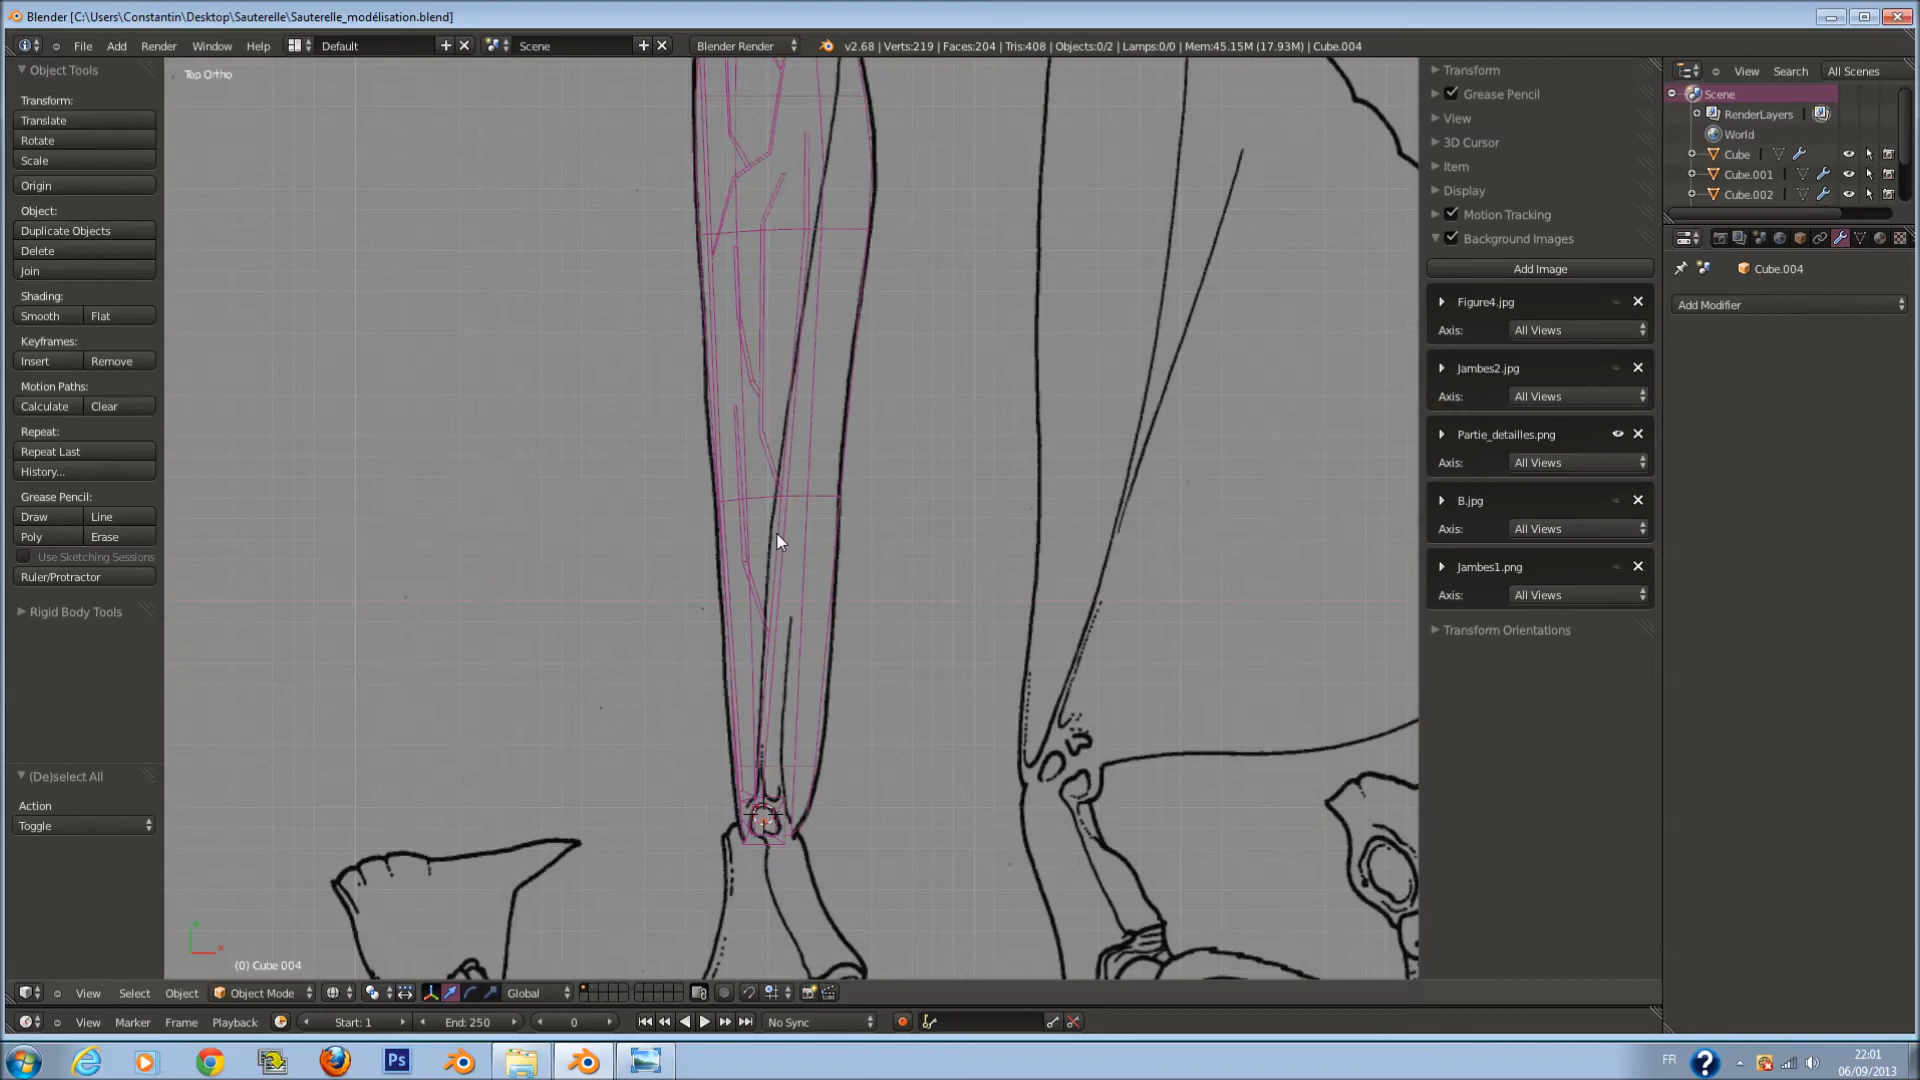 Blender [C:\Users\Constantin\Desktop\Sauterelle\Sauterelle_modélisation.blend]
File Add Render Window Help Default Scene Blender Render v2.68 | Verts:219 | Faces:204 | Tris:408 | Objects:0/2 | Lamps:0/0 | Mem:45.15M (17.93M) | Cube.004
Object Tools
Transform:
Translate
Rotate
Scale
Origin
Object:
Duplicate Objects
Delete
Join
Shading:
Smooth Flat
Keyframes:
Insert Remove
Motion Paths:
Calculate Clear
Repeat:
Repeat Last
History...
Grease Pencil:
Draw Line
Poly Erase
Use Sketching Sessions
Ruler/Protractor
Rigid Body Tools
(De)select All
Action
Toggle
Top Ortho
(0) Cube 004
Transform
Grease Pencil
View
3D Cursor
Item
Display
Motion Tracking
Background Images
Add Image
Figure4.jpg
Axis: All Views
Jambes2.jpg
Axis: All Views
Partie_detailles.png
Axis: All Views
B.jpg
Axis: All Views
Jambes1.png
Axis: All Views
Transform Orientations
View Search All Scenes
Scene
RenderLayers
World
Cube
Cube.001
Cube.002
Cube.004
Add Modifier
View Select Object Object Mode Global
View Marker Frame Playback Start: 1 End: 250 0 No Sync
Ps
FR
22:01
06/09/2013